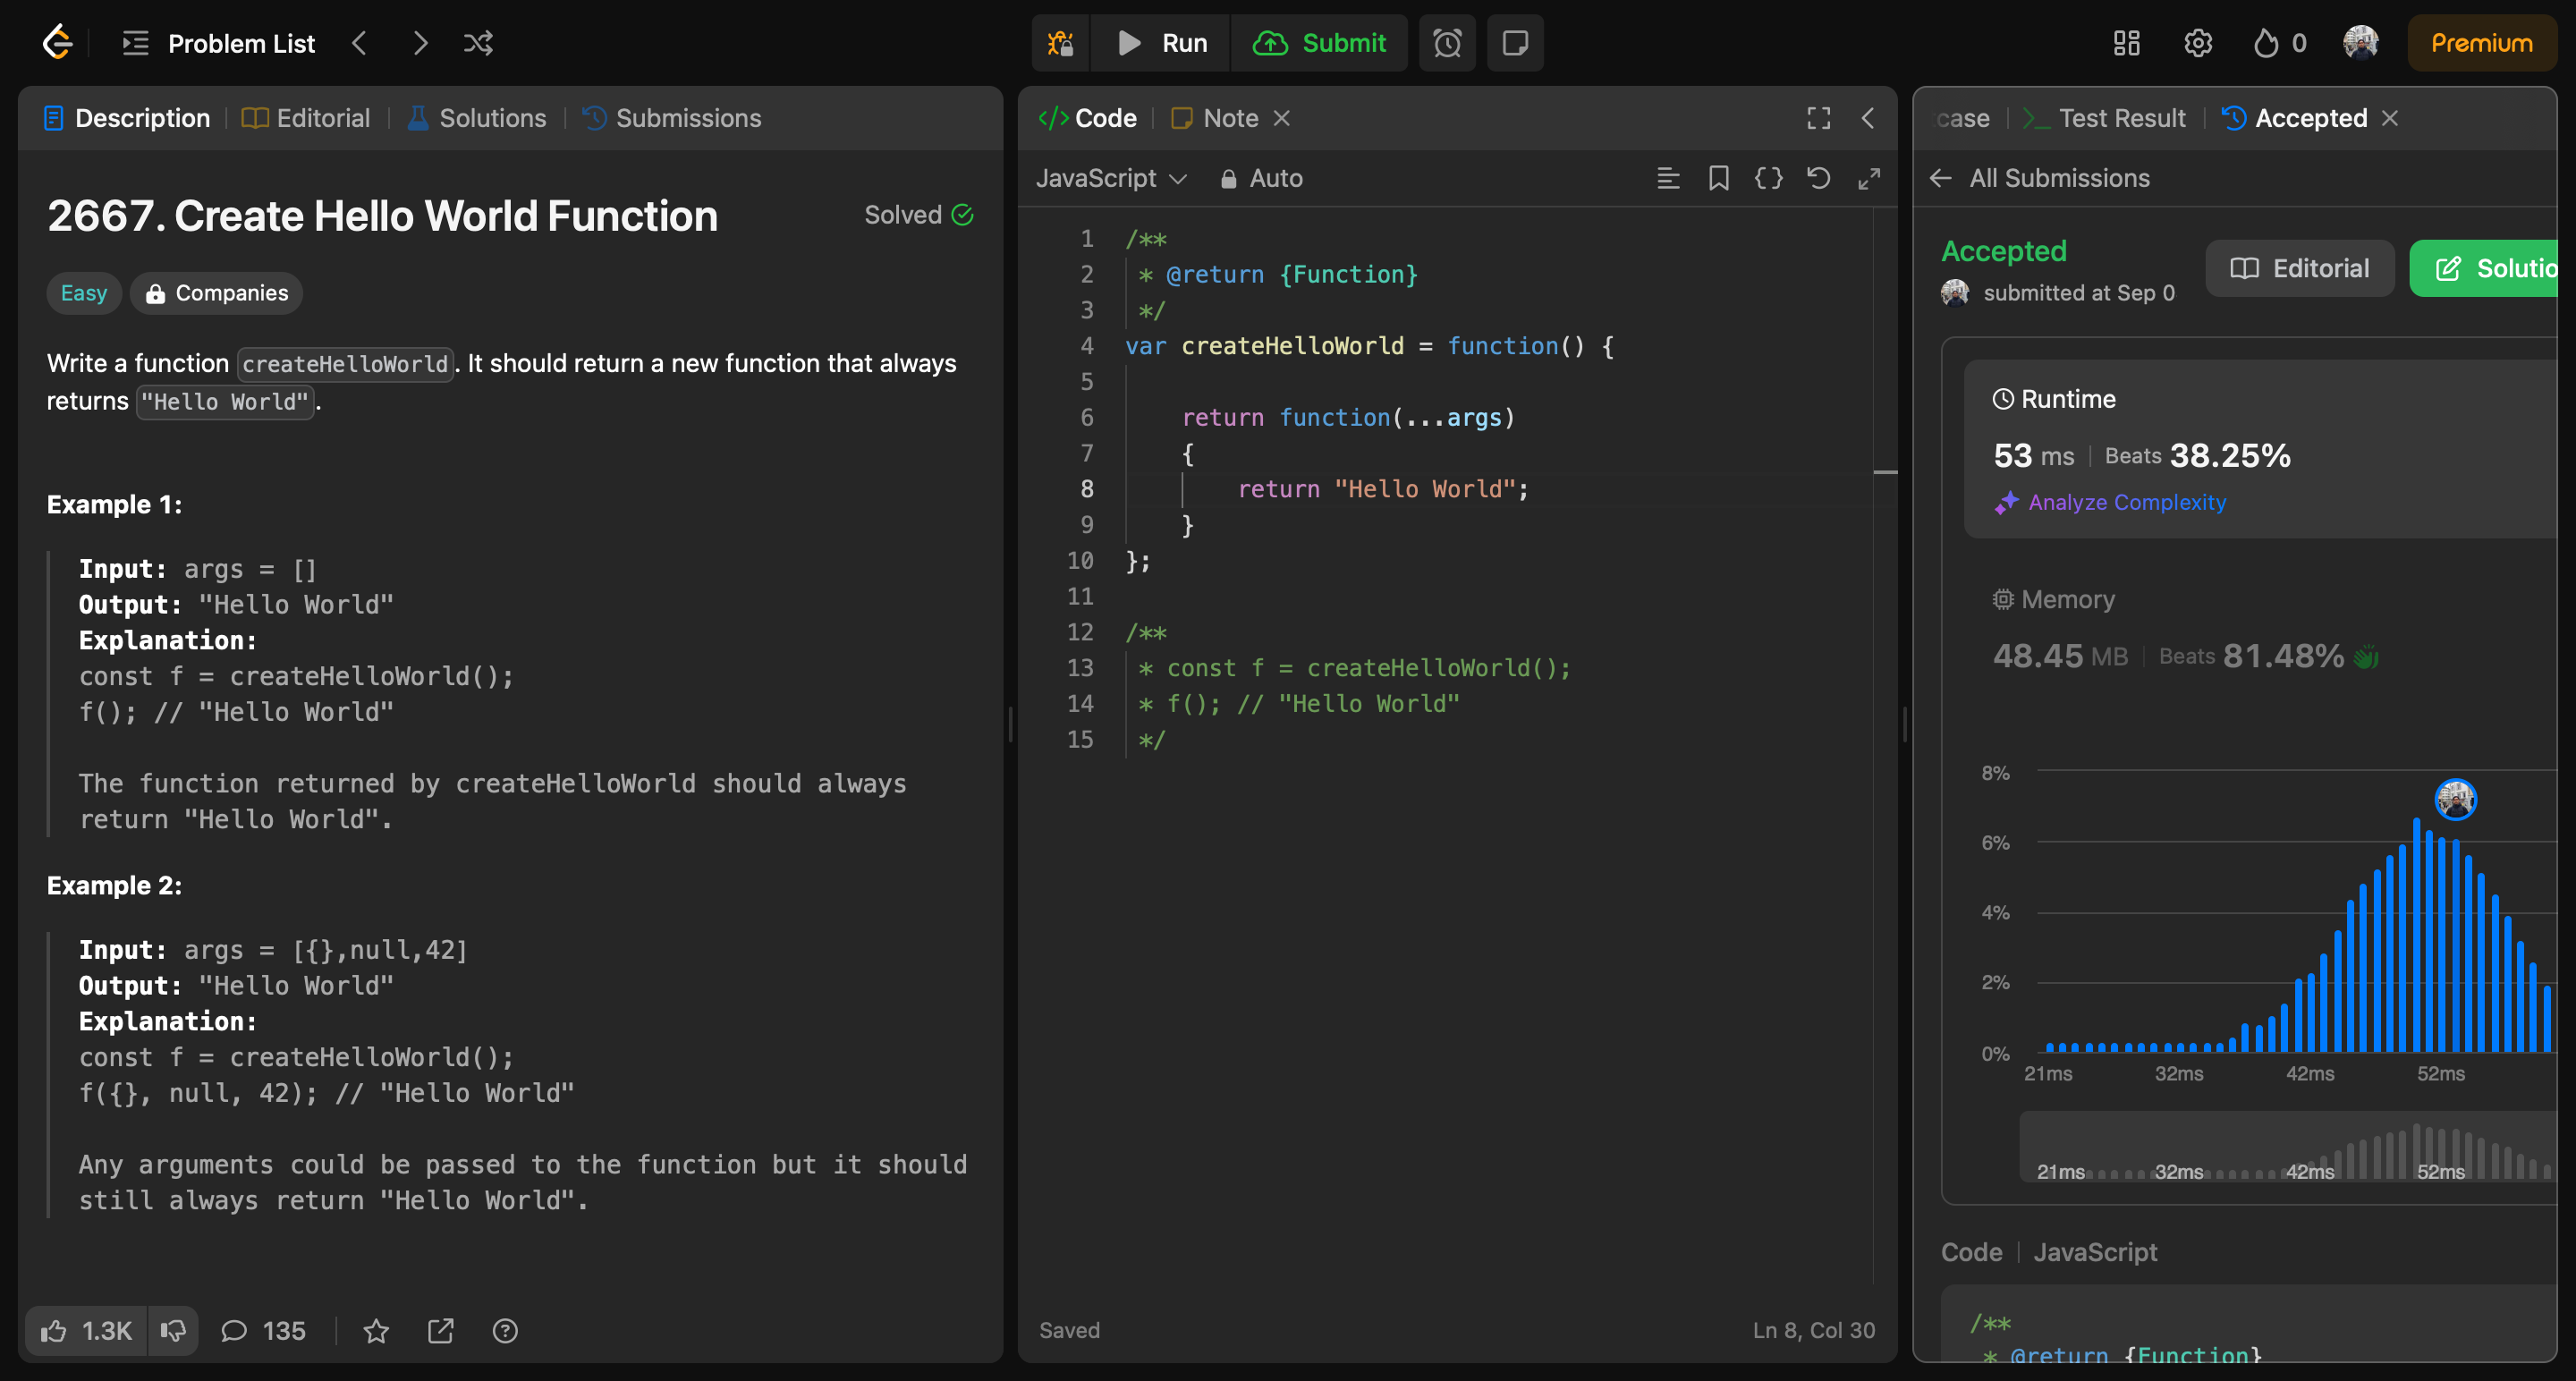 Problem List
Run
Submit
0
Premium
Description
Editorial
Solutions
Submissions
2667. Create Hello World Function
Solved
Easy
Companies
Write a function createHelloWorld. It should return a new function that always
returns "Hello World".
Example 1:
Input: args = []
Output: "Hello World"
Explanation:
const f = createHelloWorld();
f(); // "Hello World"
The function returned by createHelloWorld should always
return "Hello World".
Example 2:
Input: args = [{},null,42]
Output: "Hello World"
Explanation:
const f = createHelloWorld();
f({}, null, 42); // "Hello World"
Any arguments could be passed to the function but it should
still always return "Hello World".
1.3K
135
Code
Note
JavaScript
Auto
1 /**
2 * @return {Function}
3 */
4 var createHelloWorld = function() {
5
6 return function(...args)
7 {
8 return "Hello World";
9 }
10 };
11
12 /**
13 * const f = createHelloWorld();
14 * f(); // "Hello World"
15 */
Saved
Ln 8, Col 30
case
Test Result
Accepted
All Submissions
Accepted
submitted at Sep 0
Editorial
Solutio
Runtime
53 ms | Beats 38.25%
Analyze Complexity
Memory
48.45 MB | Beats 81.48%
8%
6%
4%
2%
0%
21ms 32ms 42ms 52ms
21ms 32ms 42ms 52ms
Code | JavaScript
/**
* @return {Function}